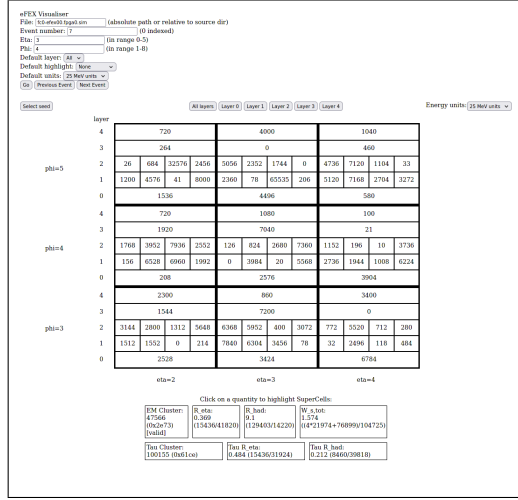 eFEX Visualiser
File: fc0-efex00.fpga0.sim (absolute path or relative to source dir)
Event number: 7 (0 indexed)
Eta: 3 (in range 0-5)
Phi: 4 (in range 1-8)
Default layer: All
Default highlight: None
Default units: 25 MeV units
Go Previous Event Next Event
Select seed All layers Layer 0 Layer 1 Layer 2 Layer 3 Layer 4 Energy units: 25 MeV units
layer
4 720 4000 1040
3 264 0 460
phi=5
2 26 684 32576 2456 5056 2352 1744 0 4736 7120 1104 33
1 1200 4576 41 8000 2360 78 65535 206 5120 7168 2704 3272
0 1536 4496 580
4 720 1080 100
3 1920 7040 21
phi=4
2 1768 3952 7936 2552 126 824 2680 7360 1152 196 10 3736
1 156 6528 6960 1992 0 3984 20 5568 2736 1944 1008 6224
0 208 2576 3904
4 2300 860 3400
3 1544 7200 0
phi=3
2 3144 2800 1312 5648 6368 5952 400 3072 772 5520 712 280
1 1512 1552 0 214 7840 6304 3456 78 32 2496 118 484
0 2528 3424 6784
eta=2 eta=3 eta=4
Click on a quantity to highlight SuperCells:
EM Cluster:
47566
(0x2e73)
[valid]
R_eta:
0.369
(15436/41820)
R_had:
9.1
(129403/14220)
W_s,tot:
1.574
((4*21974+76899)/104725)
Tau Cluster:
100155 (0x61ce)
Tau R_eta:
0.484 (15436/31924)
Tau R_had:
0.212 (8460/39818)